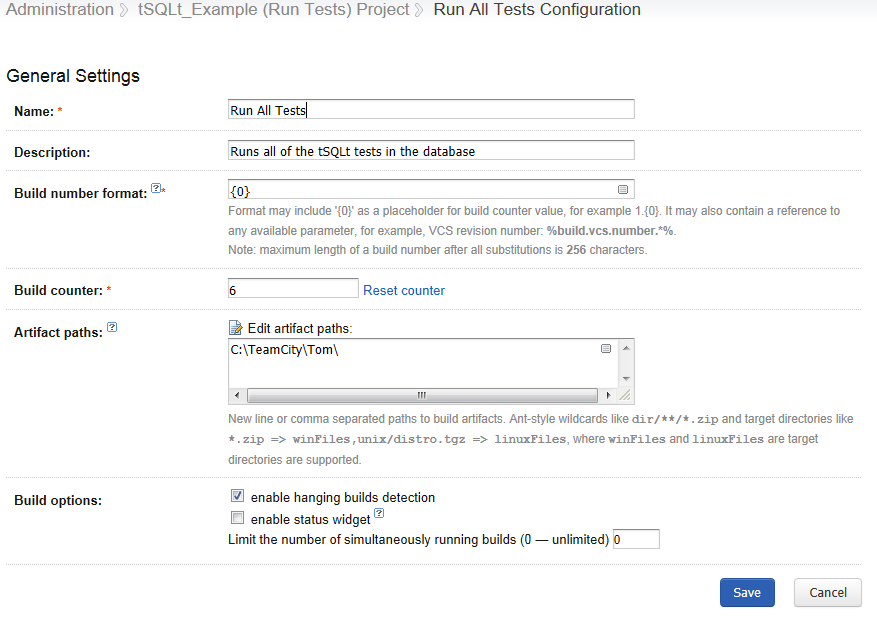 Administration > tSQLt_Example (Run Tests) Project > Run All Tests Configuration
General Settings
Name: *
Run All Tests
Description:
Runs all of the tSQLt tests in the database
Build number format: ?*
{0}
Format may include '{0}' as a placeholder for build counter value, for example 1.{0}. It may also contain a reference to
any available parameter, for example, VCS revision number: %build.vcs.number.*%.
Note: maximum length of a build number after all substitutions is 256 characters.
Build counter: *
6 Reset counter
Artifact paths: ?
Edit artifact paths:
C:\TeamCity\Tom\
New line or comma separated paths to build artifacts. Ant-style wildcards like dir/**/*.zip and target directories like
*.zip => winFiles,unix/distro.tgz => linuxFiles, where winFiles and linuxFiles are target
directories are supported.
Build options:
enable hanging builds detection
enable status widget ?
Limit the number of simultaneously running builds (0 — unlimited) 0
Save Cancel